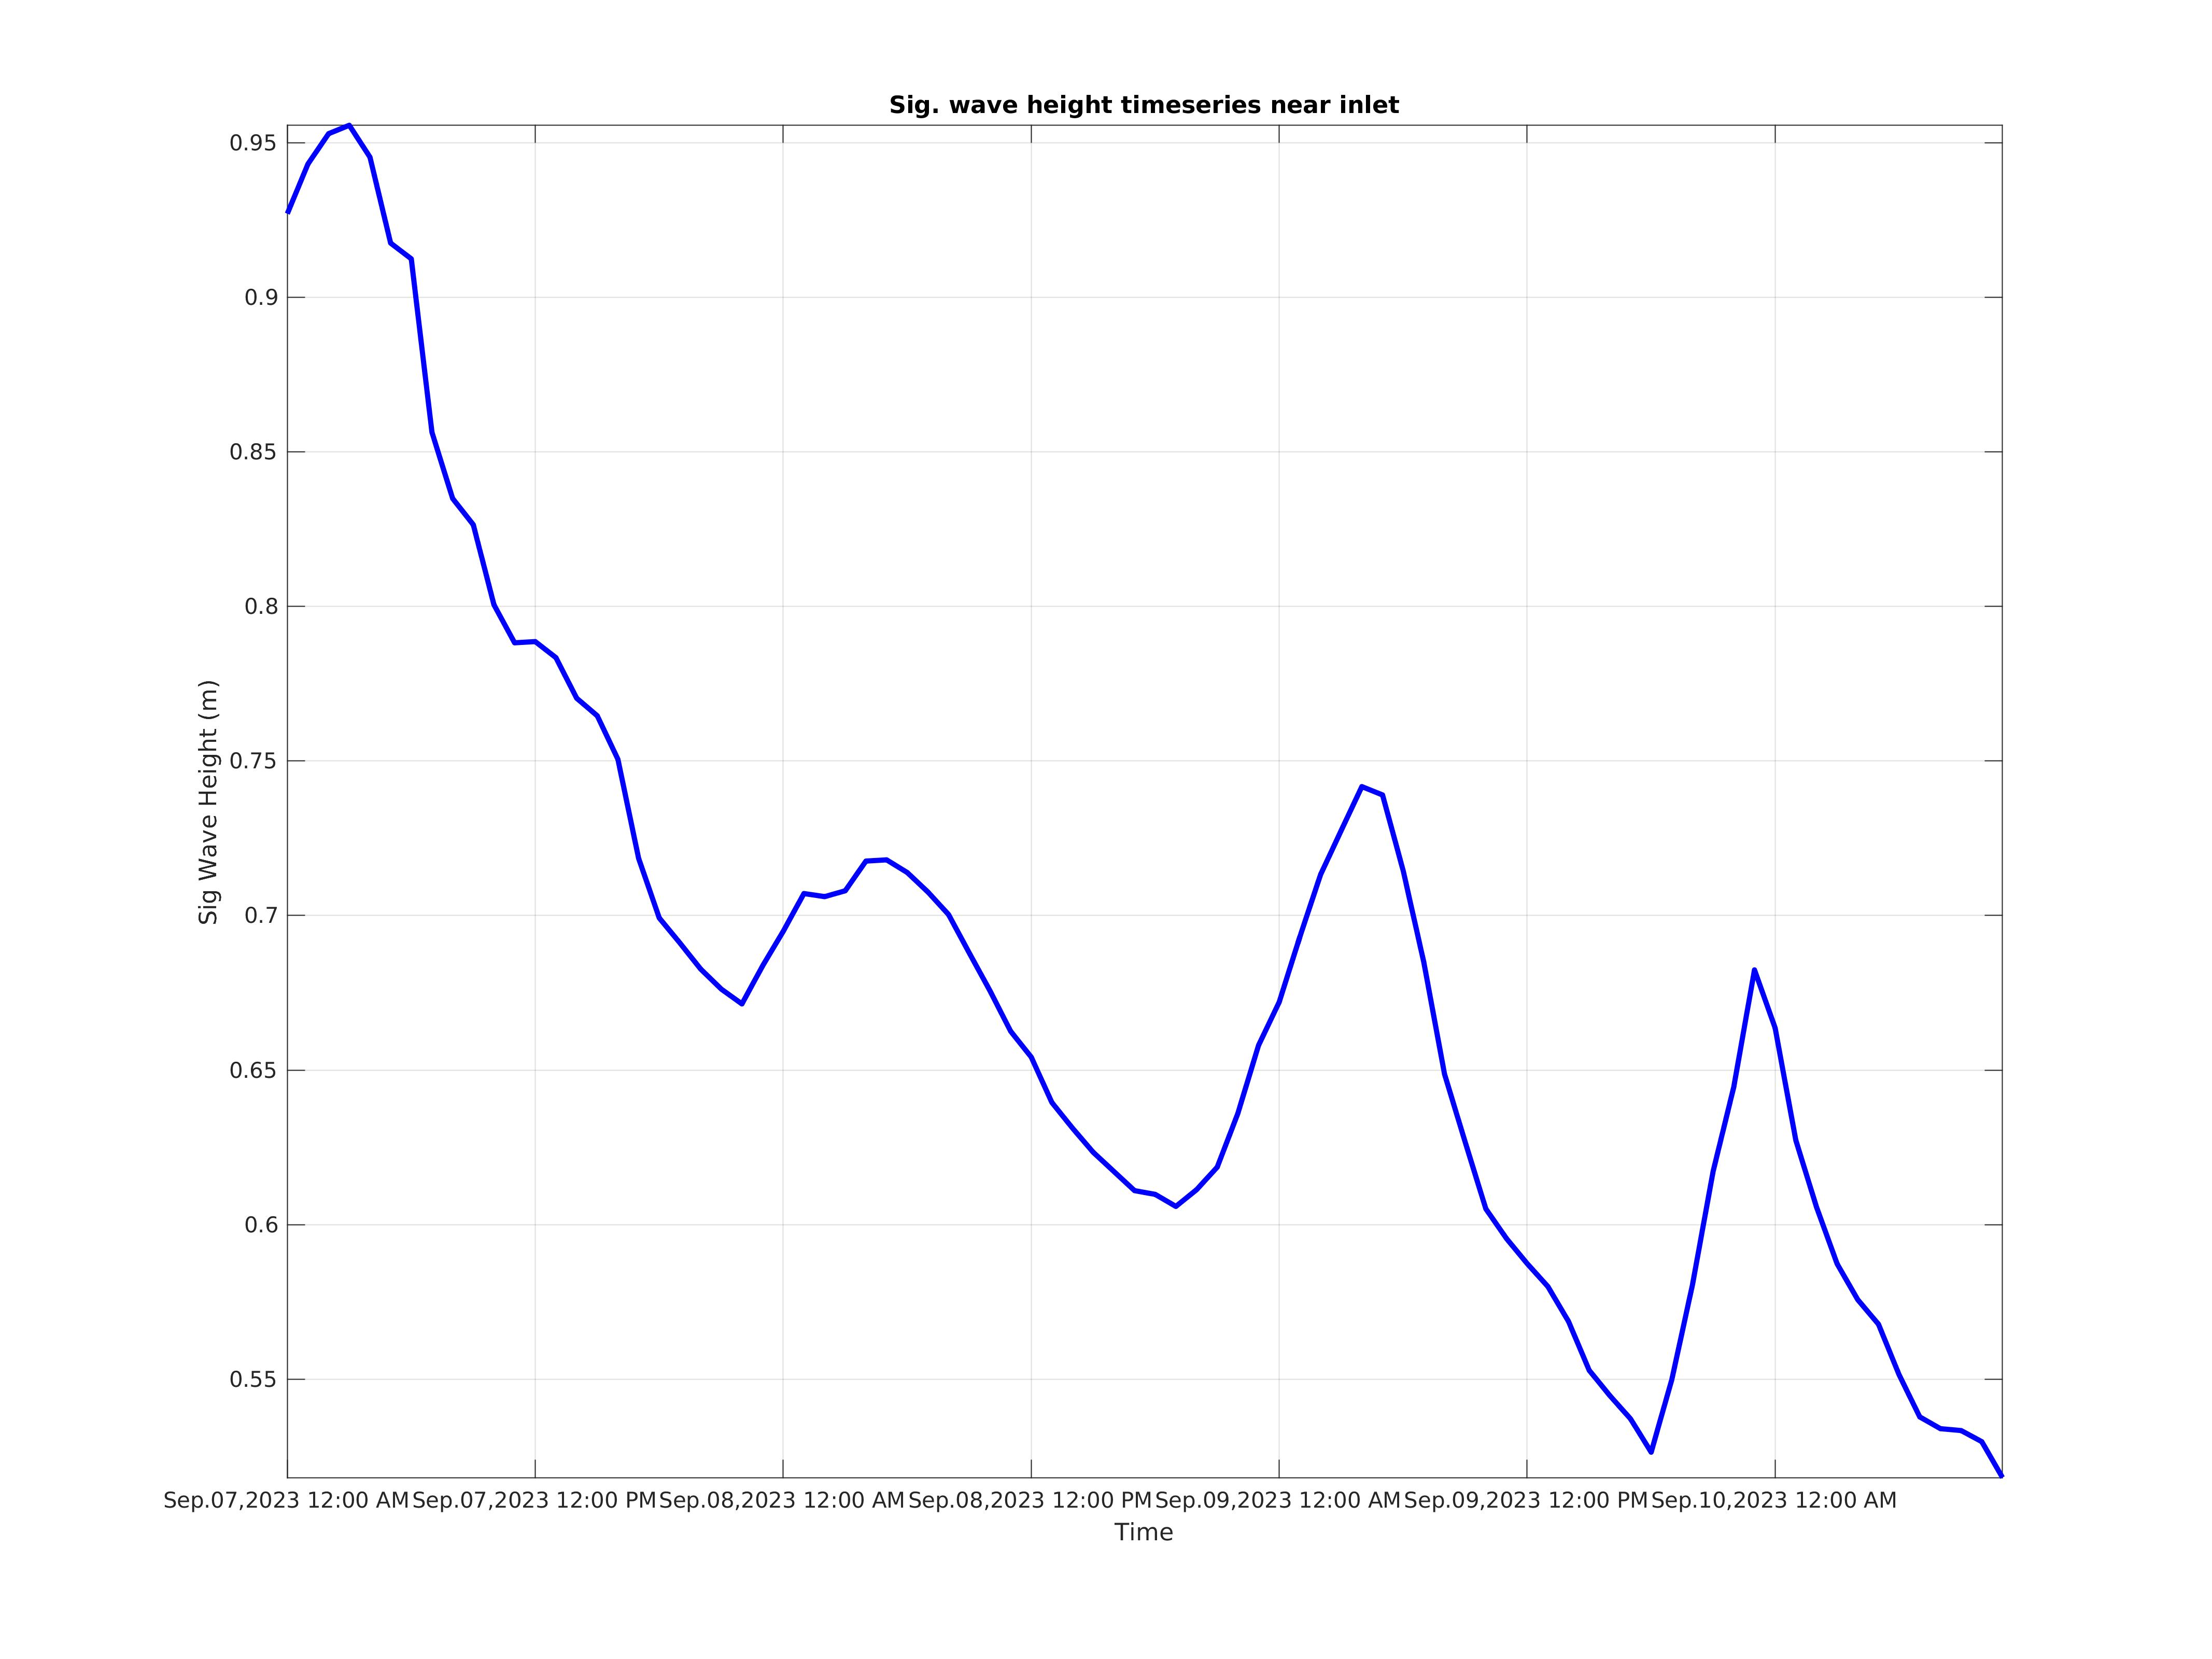 Sig. wave height timeseries near inlet
0.95
0.9
0.85
0.8
0.75
0.7
0.65
0.6
0.55
Sig Wave Height (m)
Sep.07,2023 12:00 AM Sep.07,2023 12:00 PM Sep.08,2023 12:00 AM Sep.08,2023 12:00 PM Sep.09,2023 12:00 AM Sep.09,2023 12:00 PM Sep.10,2023 12:00 AM
Time